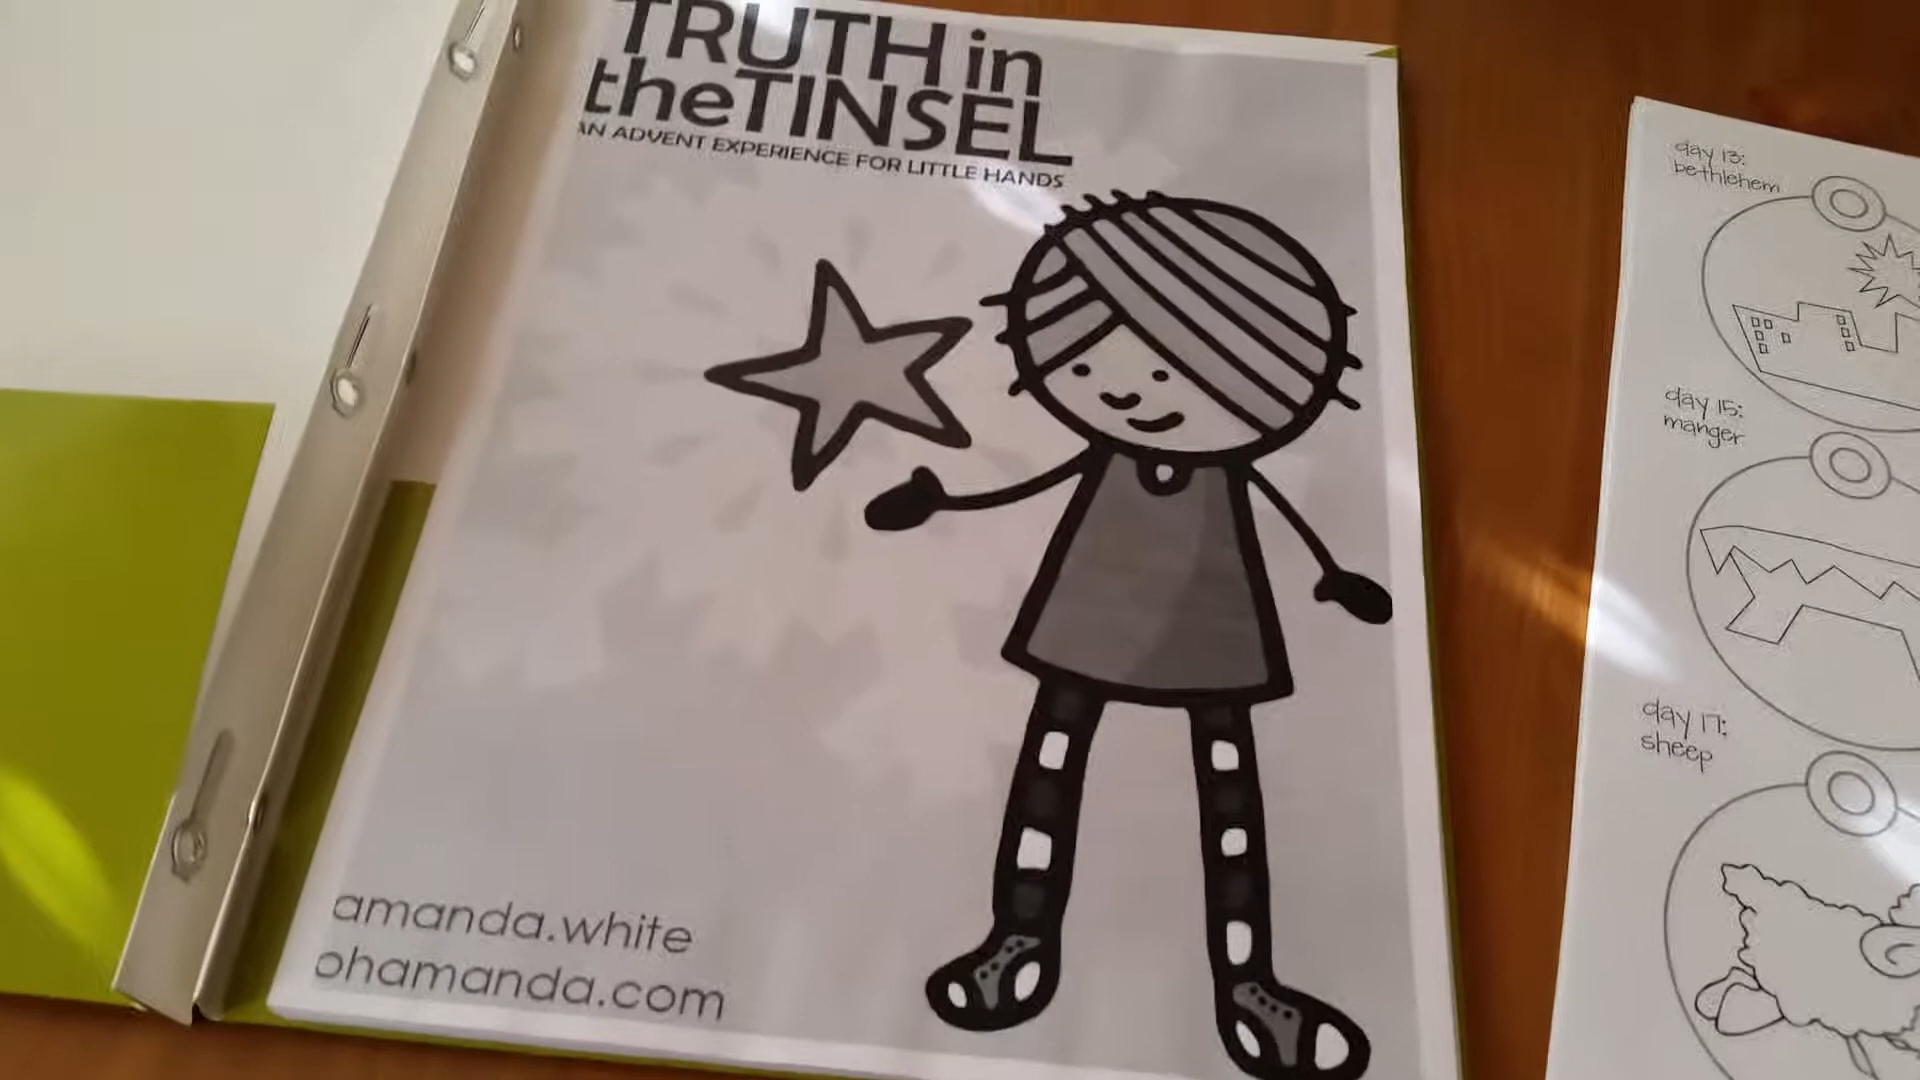 TRUTH in
theTINSEL
AN ADVENT EXPERIENCE FOR LITTLE HANDS
amanda.white
ohamanda.com
day 13:
bethlehem
day 15:
manger
day 17:
sheep